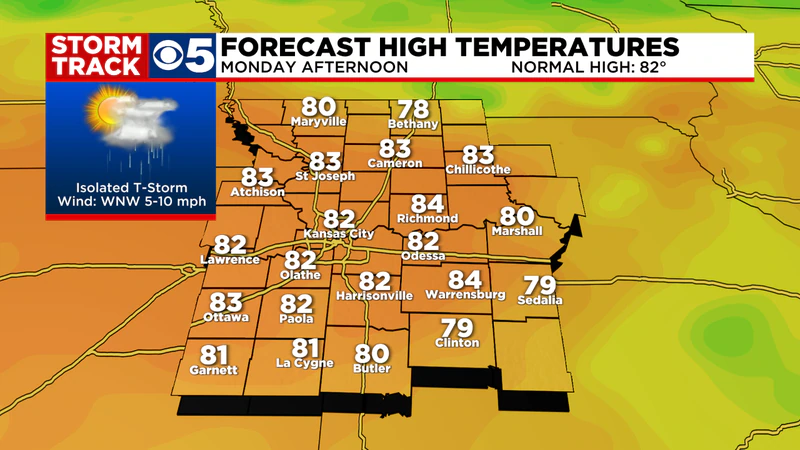 STORM
TRACK
5
FORECAST HIGH TEMPERATURES
MONDAY AFTERNOON
NORMAL HIGH: 82°
Isolated T-Storm
Wind: WNW 5-10 mph
80
Maryville
78
Bethany
83
St Joseph
83
Cameron
83
Chillicothe
83
Atchison
84
Richmond
80
Marshall
82
Kansas City
82
Lawrence
82
Odessa
82
Olathe
82
Harrisonville
84
Warrensburg
79
Sedalia
83
Ottawa
82
Paola
79
Clinton
81
Garnett
81
La Cygne
80
Butler